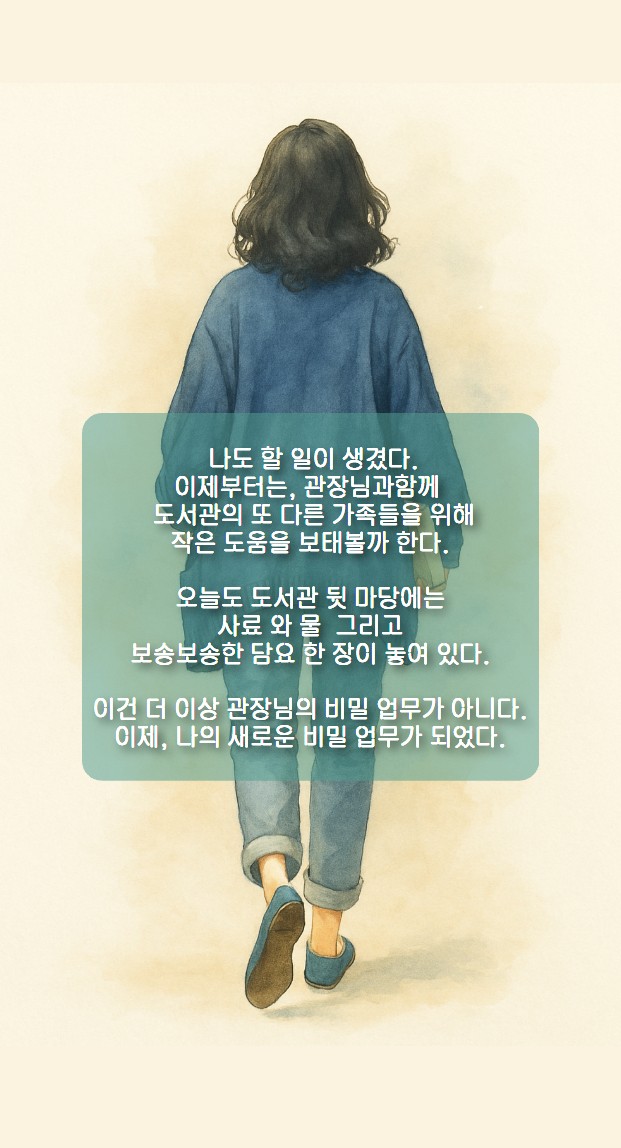 나도 할 일이 생겼다.
이제부터는, 관장님과함께
도서관의 또 다른 가족들을 위해
작은 도움을 보태볼까 한다.
오늘도 도서관 뒷 마당에는
사료 와 물 그리고
보송보송한 담요 한 장이 놓여 있다.
이건 더 이상 관장님의 비밀 업무가 아니다.
이제, 나의 새로운 비밀 업무가 되었다.